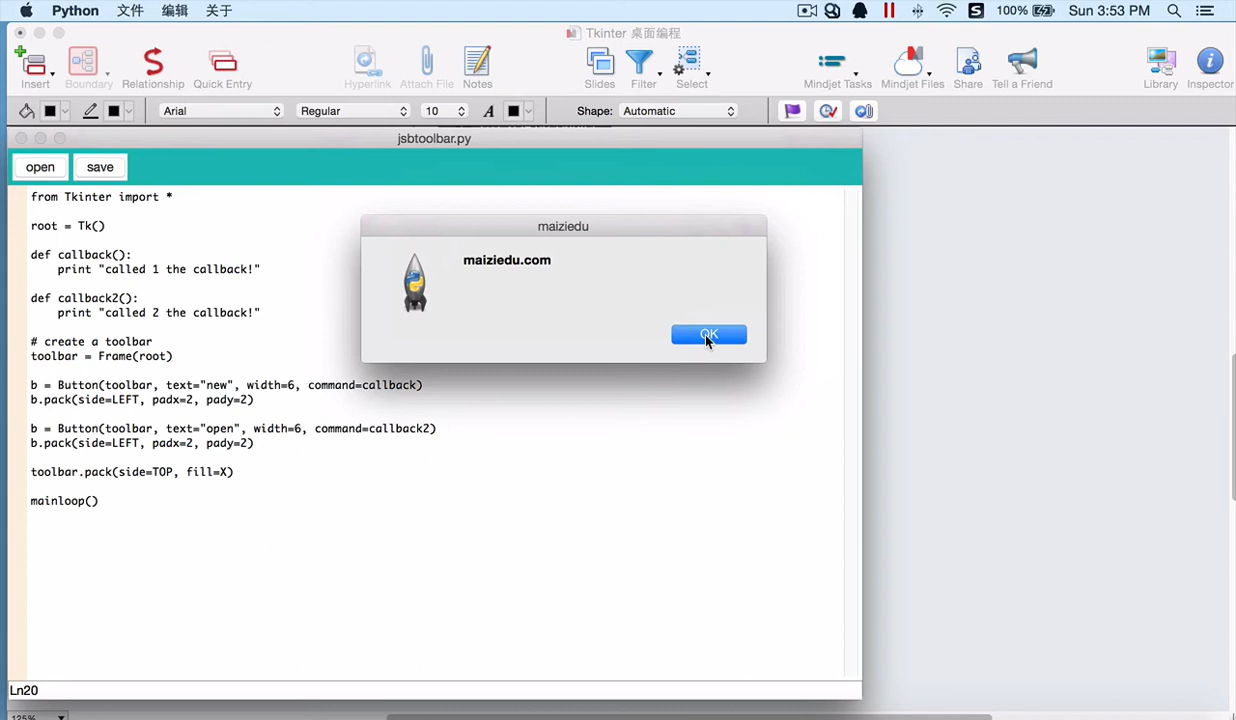 Python 文件 编辑 关于 100% Sun 3:53 PM
Tkinter 桌面编程
Insert Boundary Relationship Quick Entry Hyperlink Attach File Notes Slides Filter Select Mindjet Tasks Mindjet Files Share Tell a Friend Library Inspector
Arial Regular 10 A Shape: Automatic
jsbtoolbar.py
open save
from Tkinter import *
root = Tk()
def callback():
print "called 1 the callback!"
def callback2():
print "called 2 the callback!"
# create a toolbar
toolbar = Frame(root)
b = Button(toolbar, text="new", width=6, command=callback)
b.pack(side=LEFT, padx=2, pady=2)
b = Button(toolbar, text="open", width=6, command=callback2)
b.pack(side=LEFT, padx=2, pady=2)
toolbar.pack(side=TOP, fill=X)
mainloop()
maiziedu
maiziedu.com
OK
Ln20
125%